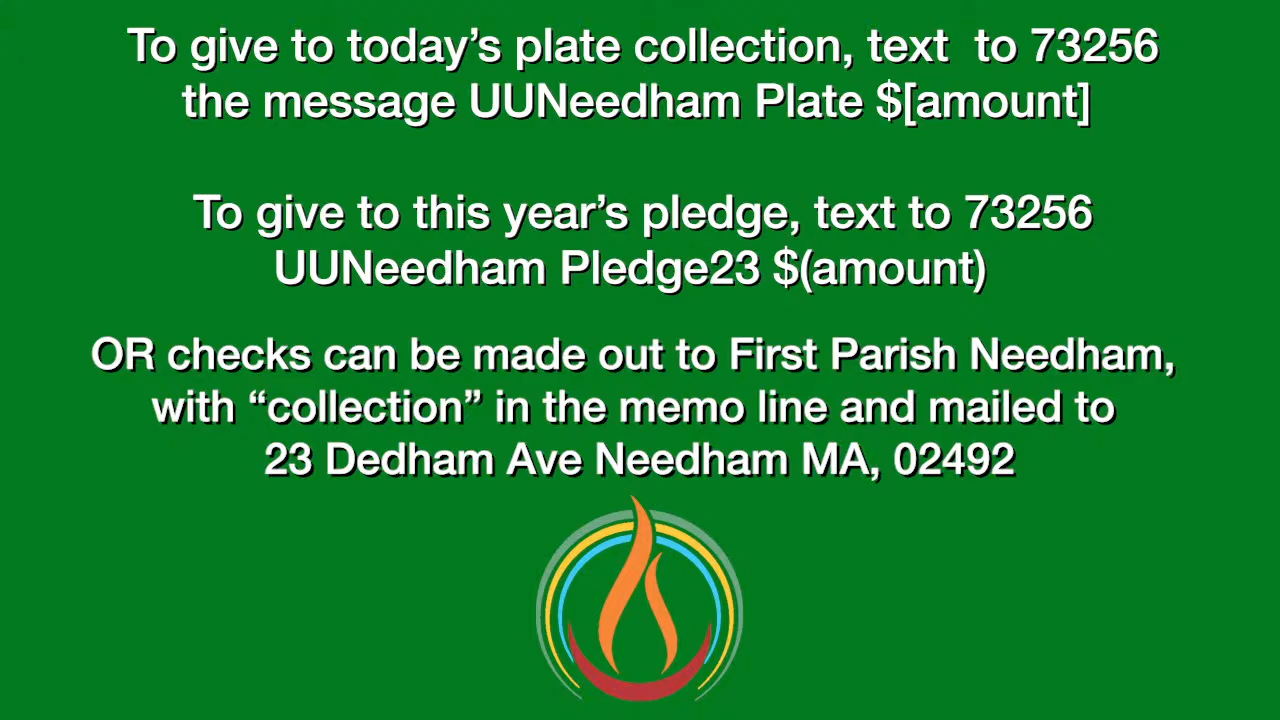 To give to today’s plate collection, text  to 73256
the message UUNeedham Plate $[amount]
To give to this year’s pledge, text to 73256
UUNeedham Pledge23 $(amount)
OR checks can be made out to First Parish Needham,
with “collection” in the memo line and mailed to
23 Dedham Ave Needham MA, 02492